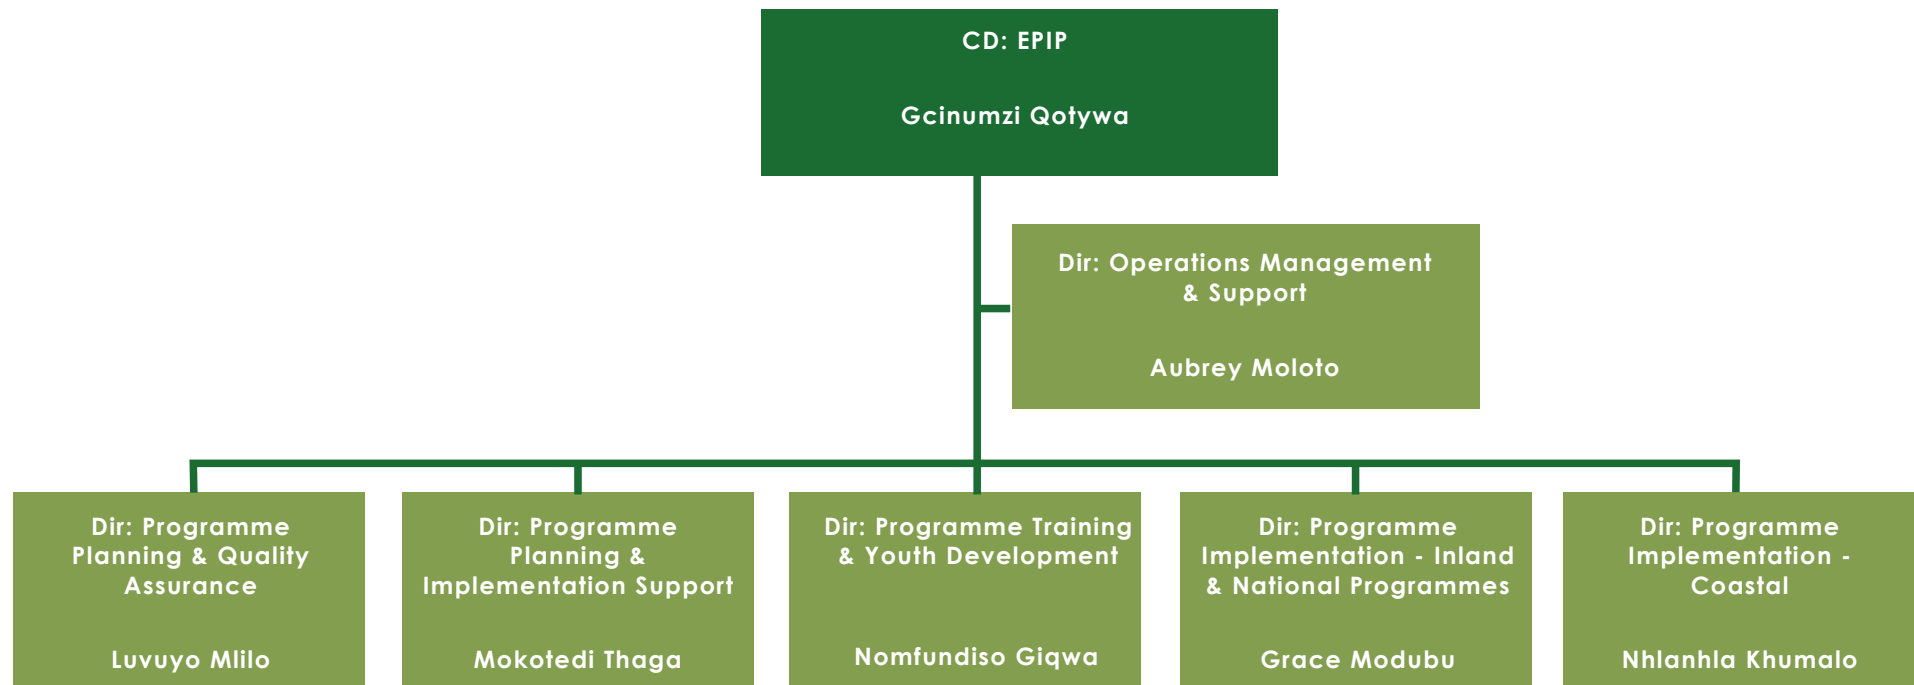 CD: EPIP
Gcinumzi Qotywa
Dir: Operations Management
& Support
Aubrey Moloto
Dir: Programme
Planning & Quality
Assurance
Luvuyo Mlilo
Dir: Programme
Planning &
Implementation Support
Mokotedi Thaga
Dir: Programme Training
& Youth Development
Nomfundiso Giqwa
Dir: Programme
Implementation - Inland
& National Programmes
Grace Modubu
Dir: Programme
Implementation -
Coastal
Nhlanhla Khumalo